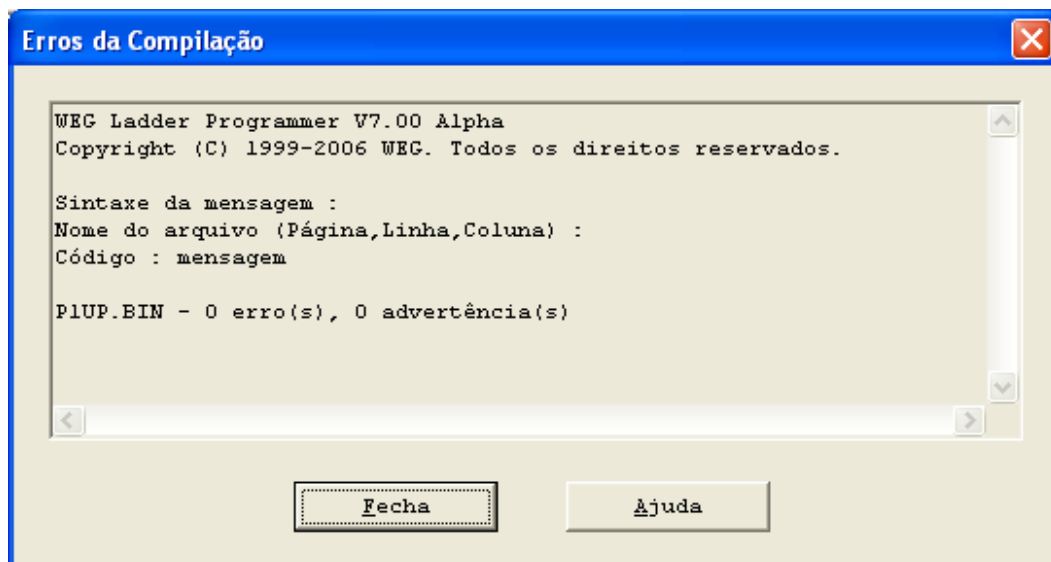 Erros da Compilação
WEG Ladder Programmer V7.00 Alpha
Copyright (C) 1999-2006 WEG. Todos os direitos reservados.
Sintaxe da mensagem :
Nome do arquivo (Página,Linha,Coluna) :
Código : mensagem
P1UP.BIN - 0 erro(s), 0 advertência(s)
Fecha
Ajuda